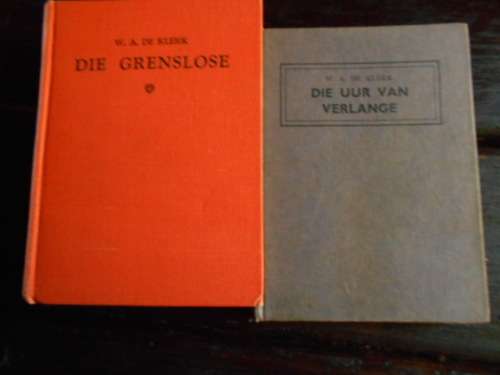 W. A. DE KLERK
DIE GRENSLOSE
W. A. DE KLERK
DIE UUR VAN
VERLANGE